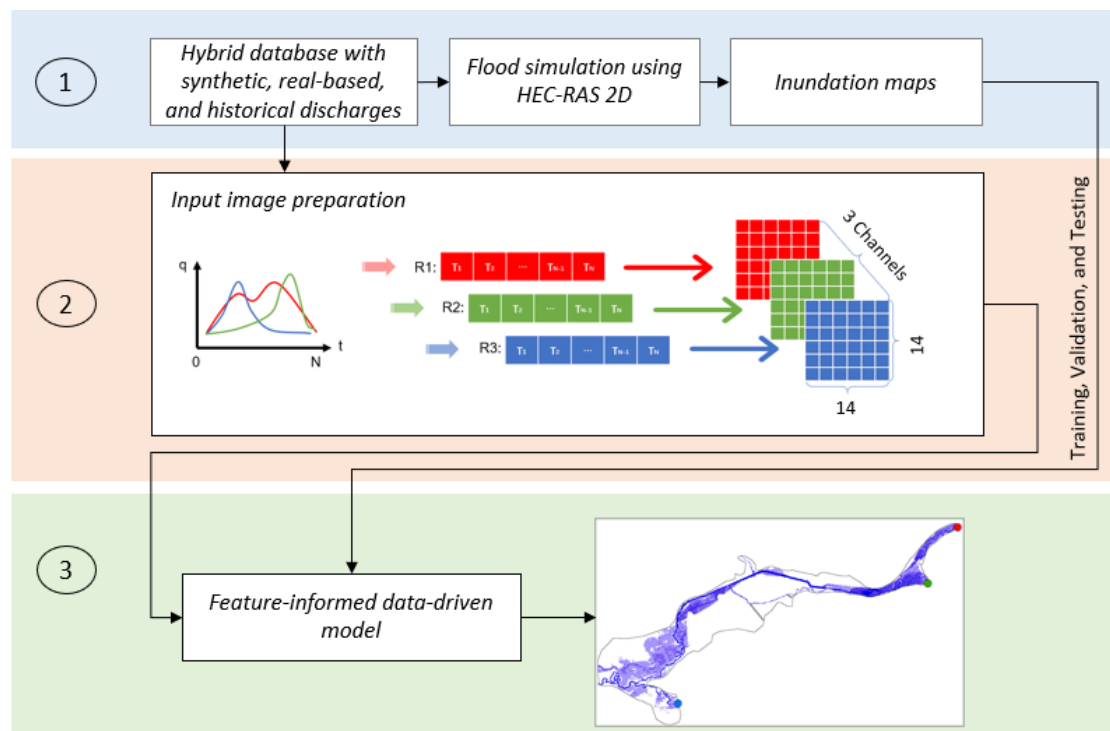 1
Hybrid database with
synthetic, real-based,
and historical discharges
Flood simulation using
HEC-RAS 2D
Inundation maps
Training, Validation, and Testing
2
Input image preparation
q
0
N
t
R1: T1 T2 ... TN-1 TN
R2: T1 T2 ... TN-1 TN
R3: T1 T2 ... TN-1 TN
3 Channels
14
14
3
Feature-informed data-driven
model